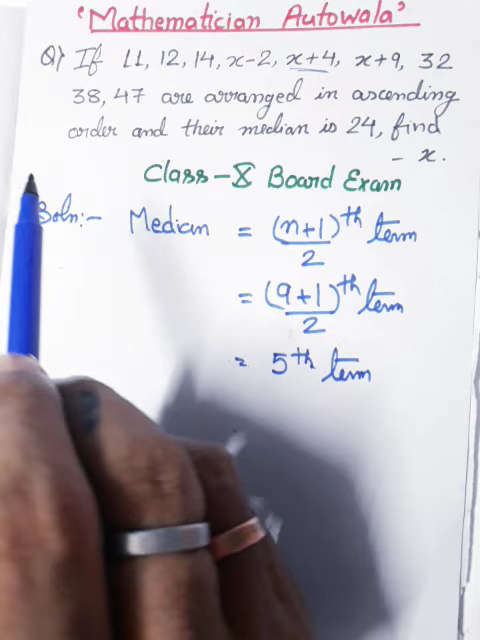 'Mathematician Autowala'
Q) If 11, 12, 14, x-2, x+4, x+9, 32
38, 47 are arranged in ascending
order and their median is 24, find
- x.
Class-X Board Exam
Soln:- Median = (n+1)/2 th term
= (9+1)/2 th term
= 5th term